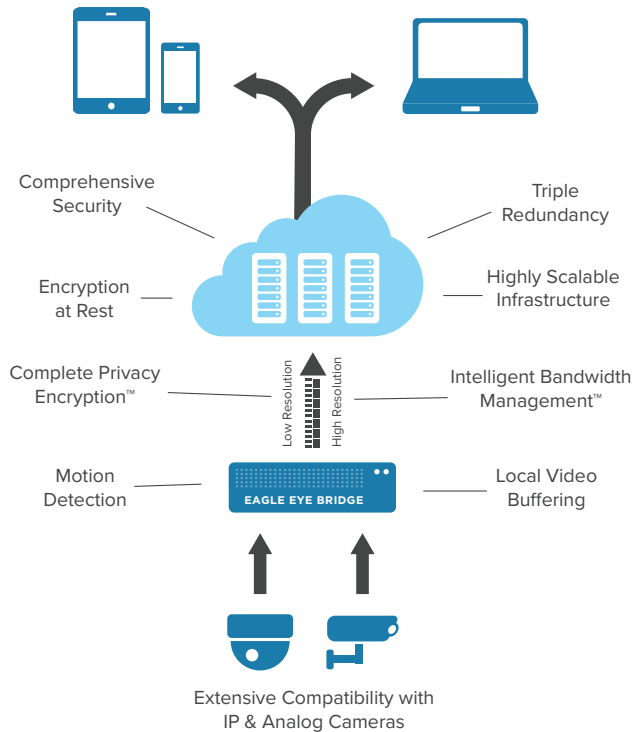 Comprehensive
Security
Triple
Redundancy
Encryption
at Rest
Highly Scalable
Infrastructure
Complete Privacy
Encryption™
Low Resolution
High Resolution
Intelligent Bandwidth
Management™
Motion
Detection
EAGLE EYE BRIDGE
Local Video
Buffering
Extensive Compatibility with
IP & Analog Cameras